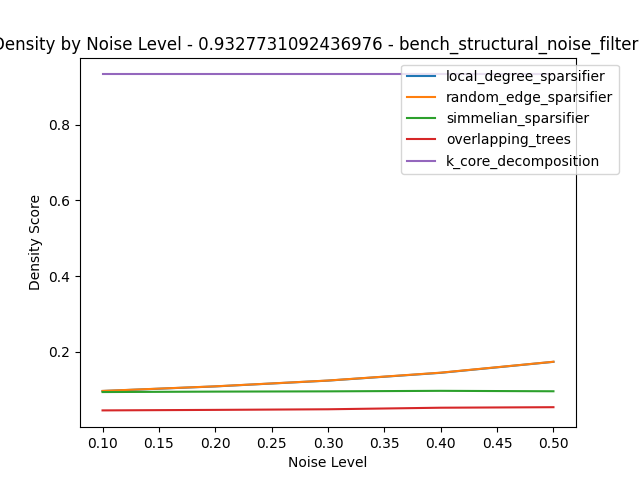 Density by Noise Level - 0.9327731092436976 - bench_structural_noise_filter
local_degree_sparsifier
random_edge_sparsifier
simmelian_sparsifier
overlapping_trees
k_core_decomposition
Density Score
0.8
0.6
0.4
0.2
0.10 0.15 0.20 0.25 0.30 0.35 0.40 0.45 0.50
Noise Level